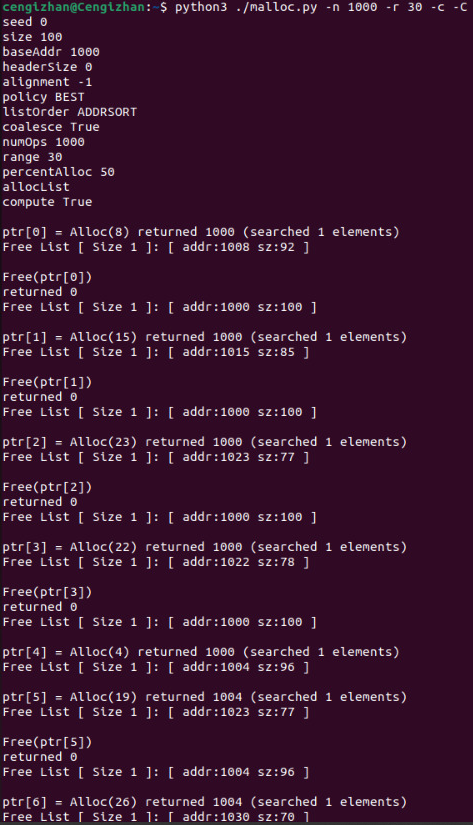 cengizhan@Cengizhan:~$ python3 ./malloc.py -n 1000 -r 30 -c -C
seed 0
size 100
baseAddr 1000
headerSize 0
alignment -1
policy BEST
listOrder ADDRSORT
coalesce True
numOps 1000
range 30
percentAlloc 50
allocList
compute True
ptr[0] = Alloc(8) returned 1000 (searched 1 elements)
Free List [ Size 1 ]: [ addr:1008 sz:92 ]
Free(ptr[0])
returned 0
Free List [ Size 1 ]: [ addr:1000 sz:100 ]
ptr[1] = Alloc(15) returned 1000 (searched 1 elements)
Free List [ Size 1 ]: [ addr:1015 sz:85 ]
Free(ptr[1])
returned 0
Free List [ Size 1 ]: [ addr:1000 sz:100 ]
ptr[2] = Alloc(23) returned 1000 (searched 1 elements)
Free List [ Size 1 ]: [ addr:1023 sz:77 ]
Free(ptr[2])
returned 0
Free List [ Size 1 ]: [ addr:1000 sz:100 ]
ptr[3] = Alloc(22) returned 1000 (searched 1 elements)
Free List [ Size 1 ]: [ addr:1022 sz:78 ]
Free(ptr[3])
returned 0
Free List [ Size 1 ]: [ addr:1000 sz:100 ]
ptr[4] = Alloc(4) returned 1000 (searched 1 elements)
Free List [ Size 1 ]: [ addr:1004 sz:96 ]
ptr[5] = Alloc(19) returned 1004 (searched 1 elements)
Free List [ Size 1 ]: [ addr:1023 sz:77 ]
Free(ptr[5])
returned 0
Free List [ Size 1 ]: [ addr:1004 sz:96 ]
ptr[6] = Alloc(26) returned 1004 (searched 1 elements)
Free List [ Size 1 ]: [ addr:1030 sz:70 ]